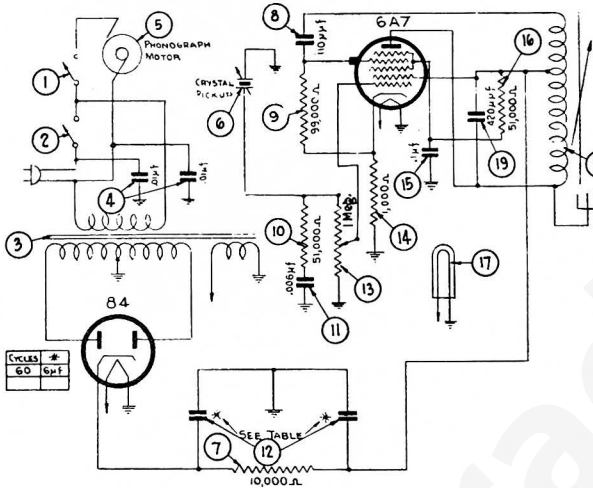 5
PHONOGRAPH
MOTOR
1
2
4
.01µf
.01µf
3
CRYSTAL
PICKUP
6
8
110µµf
9
99,000Ω
6A7
16
420µµf
51,000Ω
19
15
.1µf
14
1,000Ω
10
51,000Ω
1 Meg.
13
.006µf
11
17
84
CYCLES *
60 6µf
* SEE TABLE *
12
7
10,000Ω